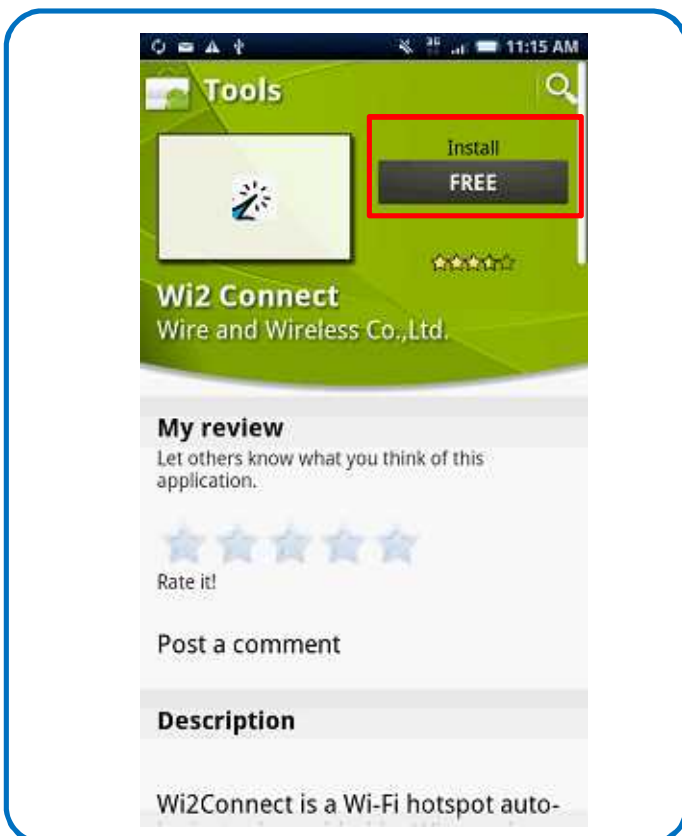 3G 11:15 AM
Tools
Install
FREE
Wi2 Connect
Wire and Wireless Co.,Ltd.
My review
Let others know what you think of this
application.
Rate it!
Post a comment
Description
Wi2Connect is a Wi-Fi hotspot auto-